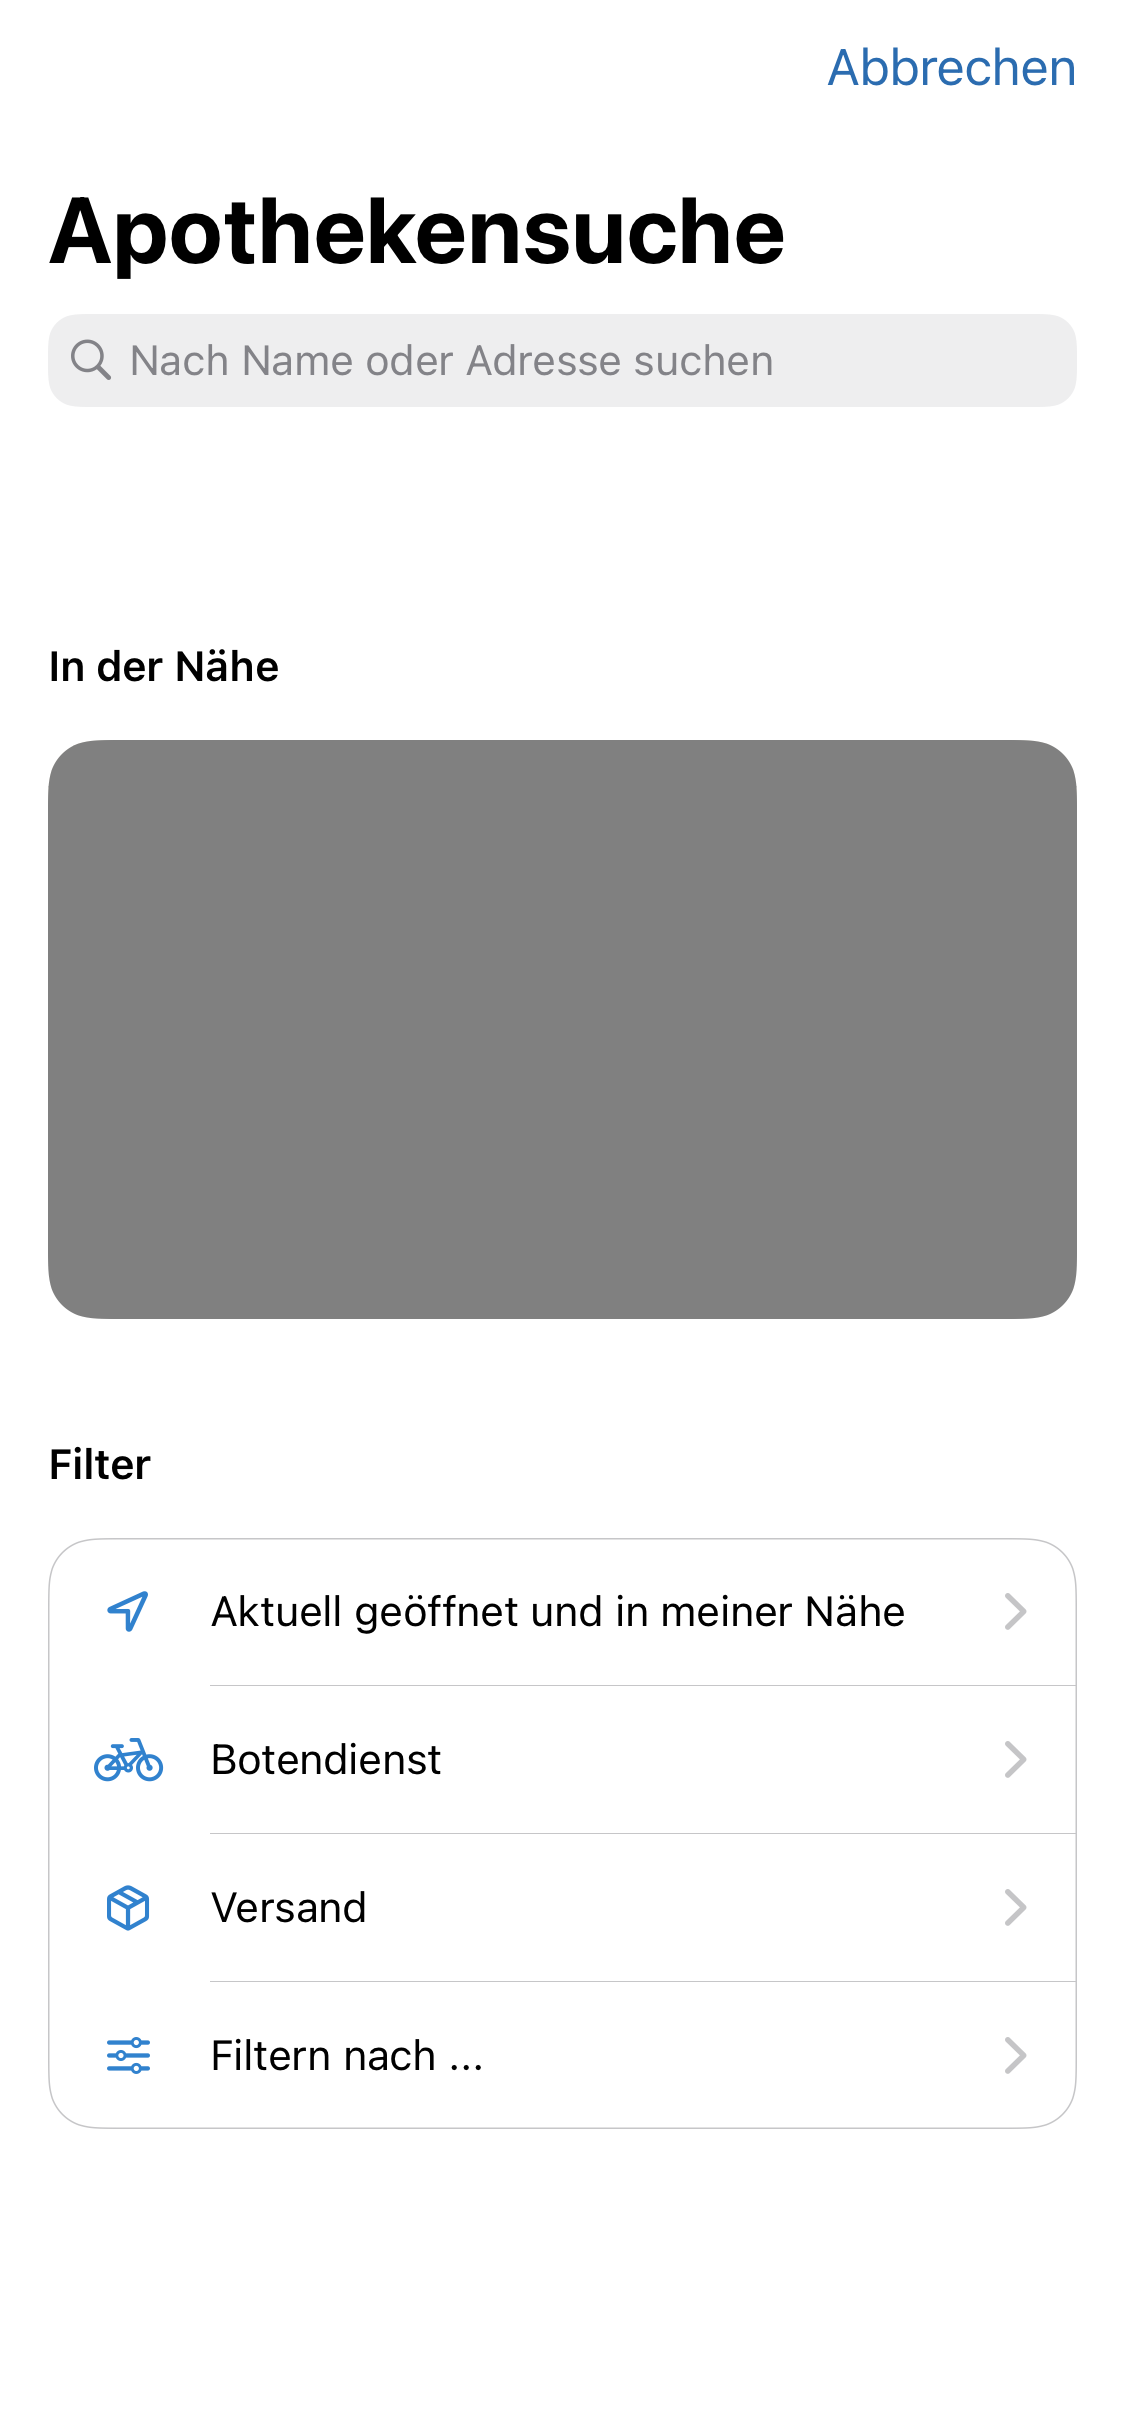 Abbrechen
Apothekensuche
Nach Name oder Adresse suchen
In der Nähe
Filter
Aktuell geöffnet und in meiner Nähe
Botendienst
Versand
Filtern nach ...